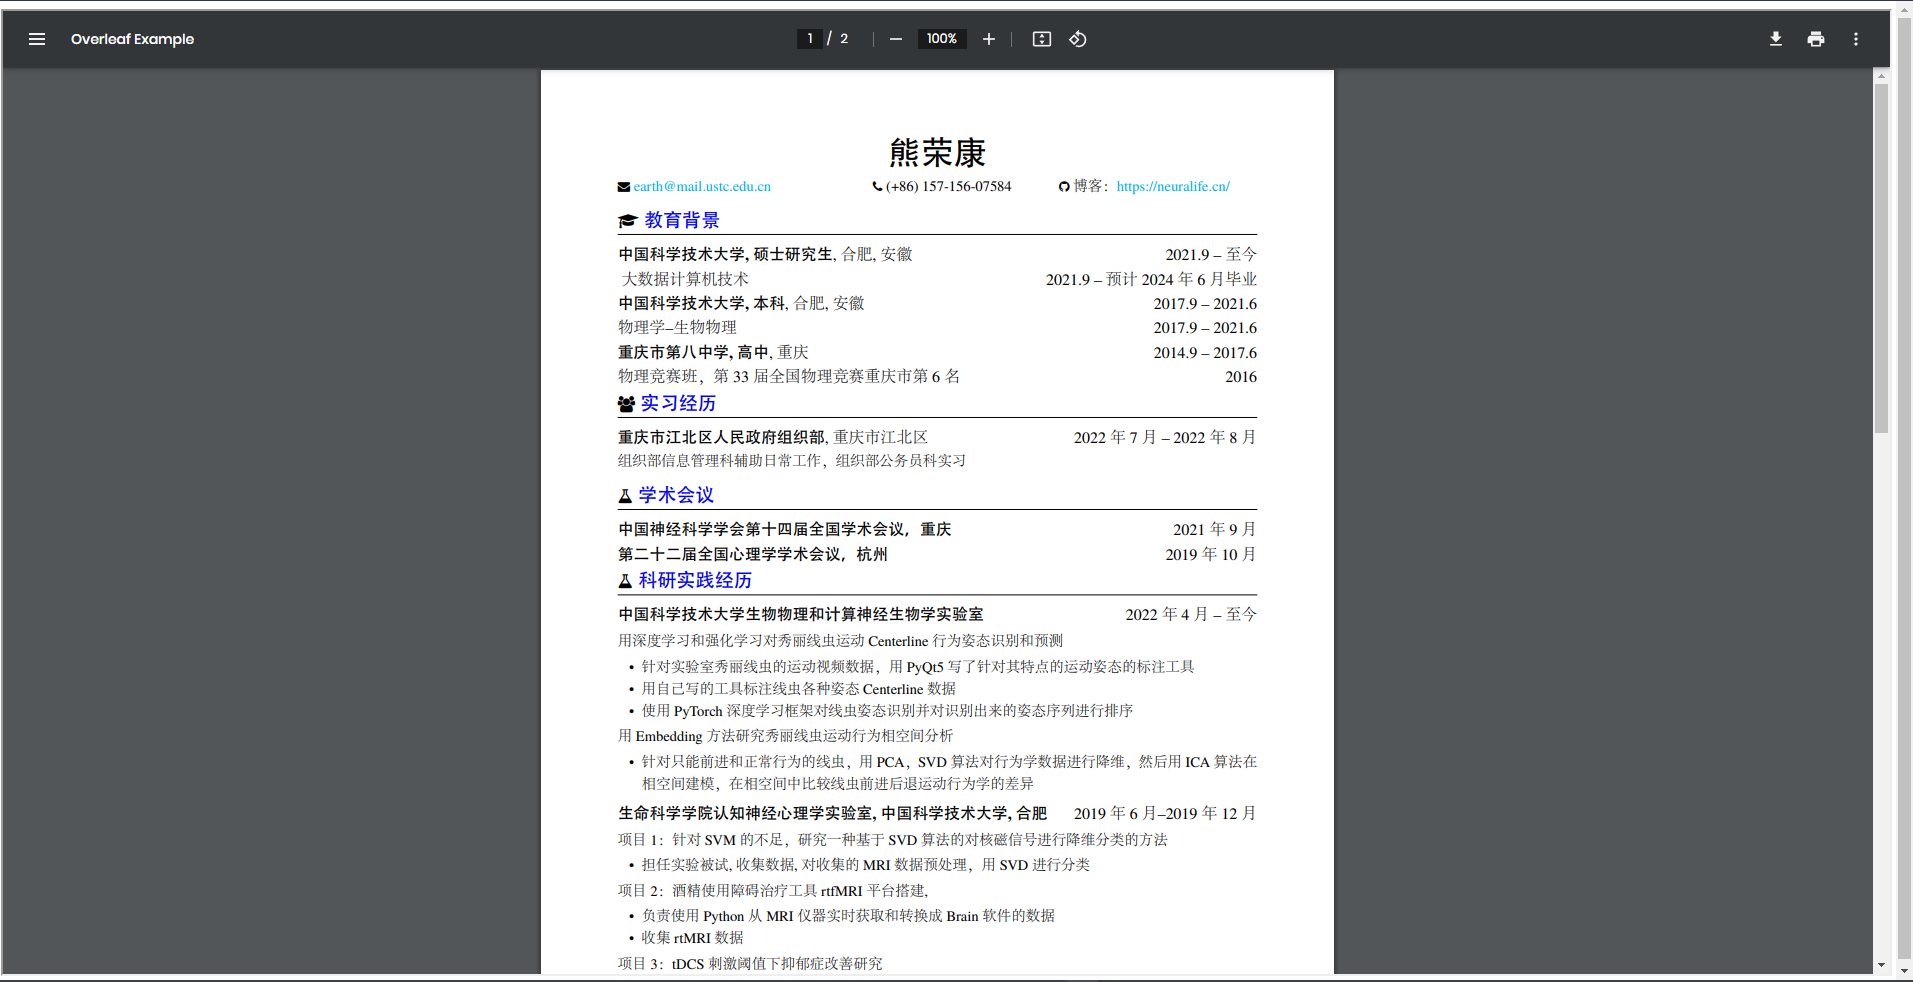 Overleaf Example
1 / 2
100%
熊荣康
earth@mail.ustc.edu.cn (+86) 157-156-07584 博客：https://neuralife.cn/
教育背景
中国科学技术大学, 硕士研究生, 合肥, 安徽 2021.9 – 至今
大数据计算机技术 2021.9 – 预计 2024 年 6 月毕业
中国科学技术大学, 本科, 合肥, 安徽 2017.9 – 2021.6
物理学–生物物理 2017.9 – 2021.6
重庆市第八中学, 高中, 重庆 2014.9 – 2017.6
物理竞赛班，第 33 届全国物理竞赛重庆市第 6 名 2016
实习经历
重庆市江北区人民政府组织部, 重庆市江北区 2022 年 7 月 – 2022 年 8 月
组织部信息管理科辅助日常工作，组织部公务员科实习
学术会议
中国神经科学学会第十四届全国学术会议，重庆 2021 年 9 月
第二十二届全国心理学学术会议，杭州 2019 年 10 月
科研实践经历
中国科学技术大学生物物理和计算神经生物学实验室 2022 年 4 月 – 至今
用深度学习和强化学习对秀丽线虫运动 Centerline 行为姿态识别和预测
• 针对实验室秀丽线虫的运动视频数据，用 PyQt5 写了针对其特点的运动姿态的标注工具
• 用自己写的工具标注线虫各种姿态 Centerline 数据
• 使用 PyTorch 深度学习框架对线虫姿态识别并对识别出来的姿态序列进行排序
用 Embedding 方法研究秀丽线虫运动行为相空间分析
• 针对只能前进和正常行为的线虫，用 PCA，SVD 算法对行为学数据进行降维，然后用 ICA 算法在
相空间建模，在相空间中比较线虫前进后退运动行为学的差异
生命科学学院认知神经心理学实验室, 中国科学技术大学, 合肥 2019 年 6 月–2019 年 12 月
项目 1：针对 SVM 的不足，研究一种基于 SVD 算法的对核磁信号进行降维分类的方法
• 担任实验被试, 收集数据, 对收集的 MRI 数据预处理，用 SVD 进行分类
项目 2：酒精使用障碍治疗工具 rtfMRI 平台搭建,
• 负责使用 Python 从 MRI 仪器实时获取和转换成 Brain 软件的数据
• 收集 rtMRI 数据
项目 3：tDCS 刺激阈值下抑郁症改善研究